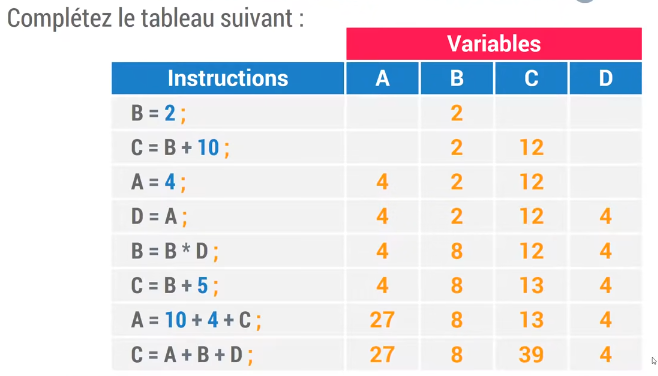 Complétez le tableau suivant :
Variables
Instructions A B C D
B = 2 ; 2
C = B + 10 ; 2 12
A = 4 ; 4 2 12
D = A ; 4 2 12 4
B = B * D ; 4 8 12 4
C = B + 5 ; 4 8 13 4
A = 10 + 4 + C ; 27 8 13 4
C = A + B + D ; 27 8 39 4